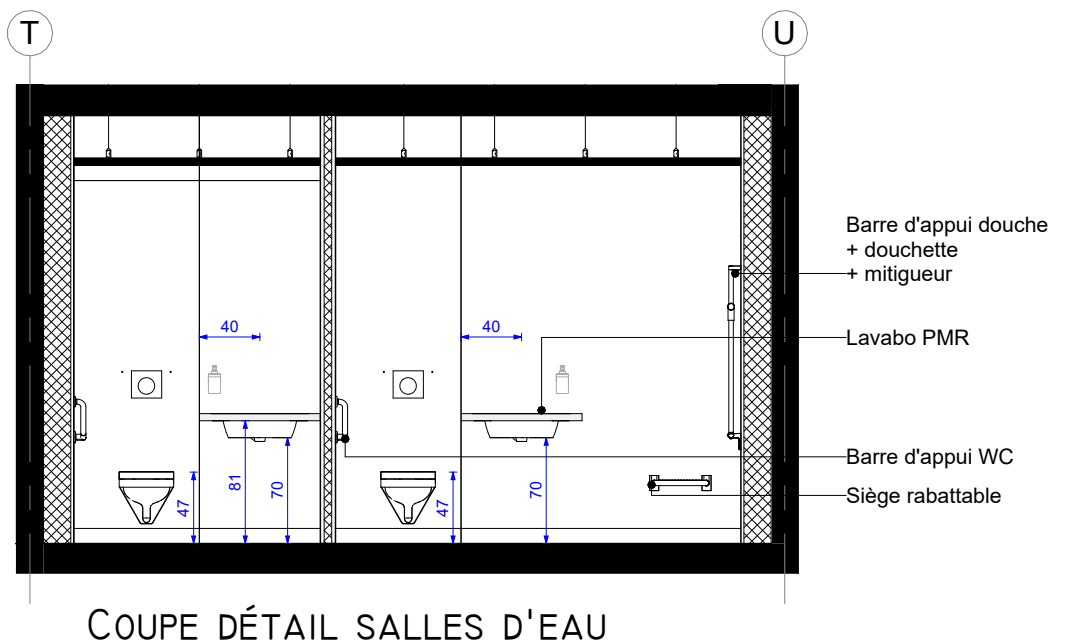 T
U
Barre d'appui douche
+ douchette
+ mitigueur
40
40
Lavabo PMR
Barre d'appui WC
47
81
70
47
70
Siège rabattable
COUPE DÉTAIL SALLES D'EAU